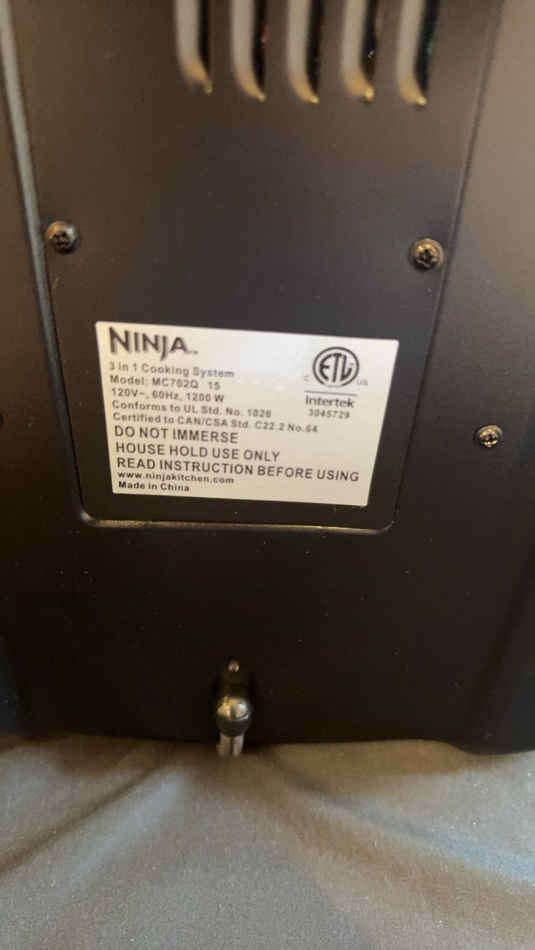 NINJA™
3 in 1 Cooking System
Model: MC702Q 15
120V~, 60Hz, 1200 W
Conforms to UL Std. No. 1026
Certified to CAN/CSA Std. C22.2 No.64
DO NOT IMMERSE
HOUSE HOLD USE ONLY
READ INSTRUCTION BEFORE USING
www.ninjakitchen.com
Made in China
ETL
C US
Intertek
3045729